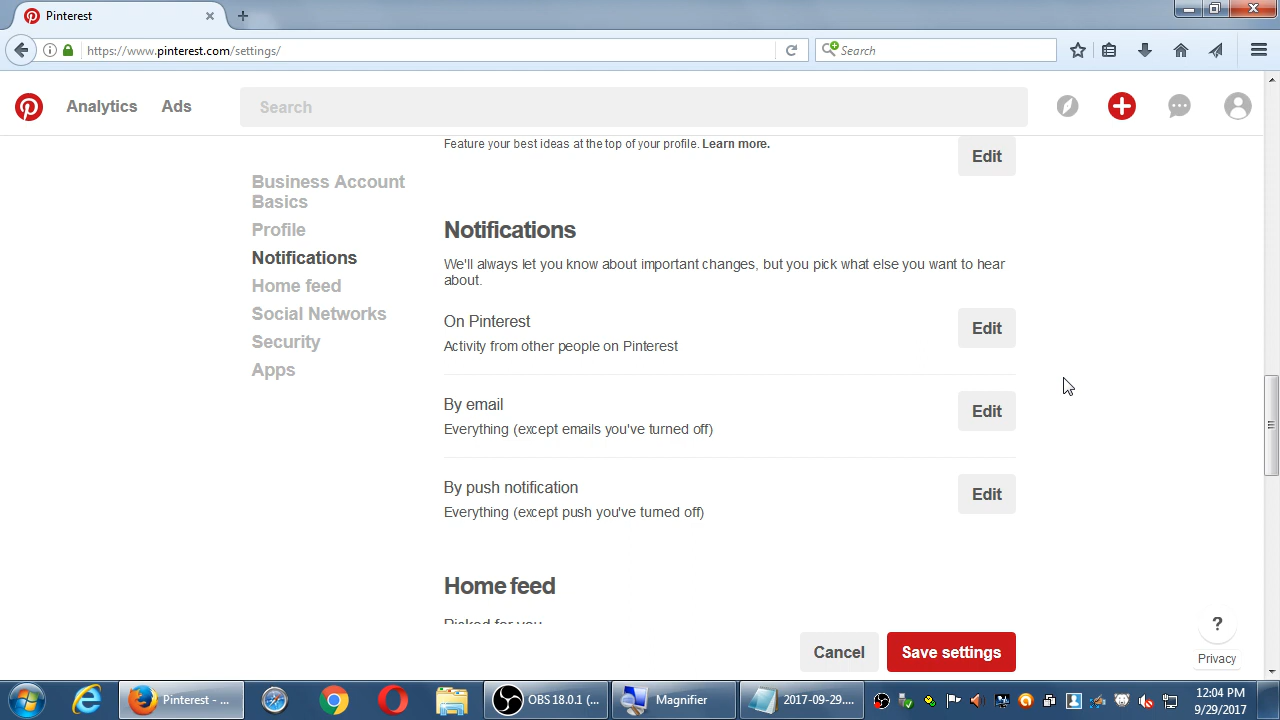 Pinterest
https://www.pinterest.com/settings/
Search
Analytics
Ads
Search
Feature your best ideas at the top of your profile. Learn more.
Edit
Business Account
Basics
Profile
Notifications
Home feed
Social Networks
Security
Apps
Notifications
We'll always let you know about important changes, but you pick what else you want to hear
about.
On Pinterest
Activity from other people on Pinterest
Edit
By email
Everything (except emails you've turned off)
Edit
By push notification
Everything (except push you've turned off)
Edit
Home feed
Picked for you
Cancel
Save settings
?
Privacy
Pinterest - ...
OBS 18.0.1 (...
Magnifier
2017-09-29....
12:04 PM
9/29/2017